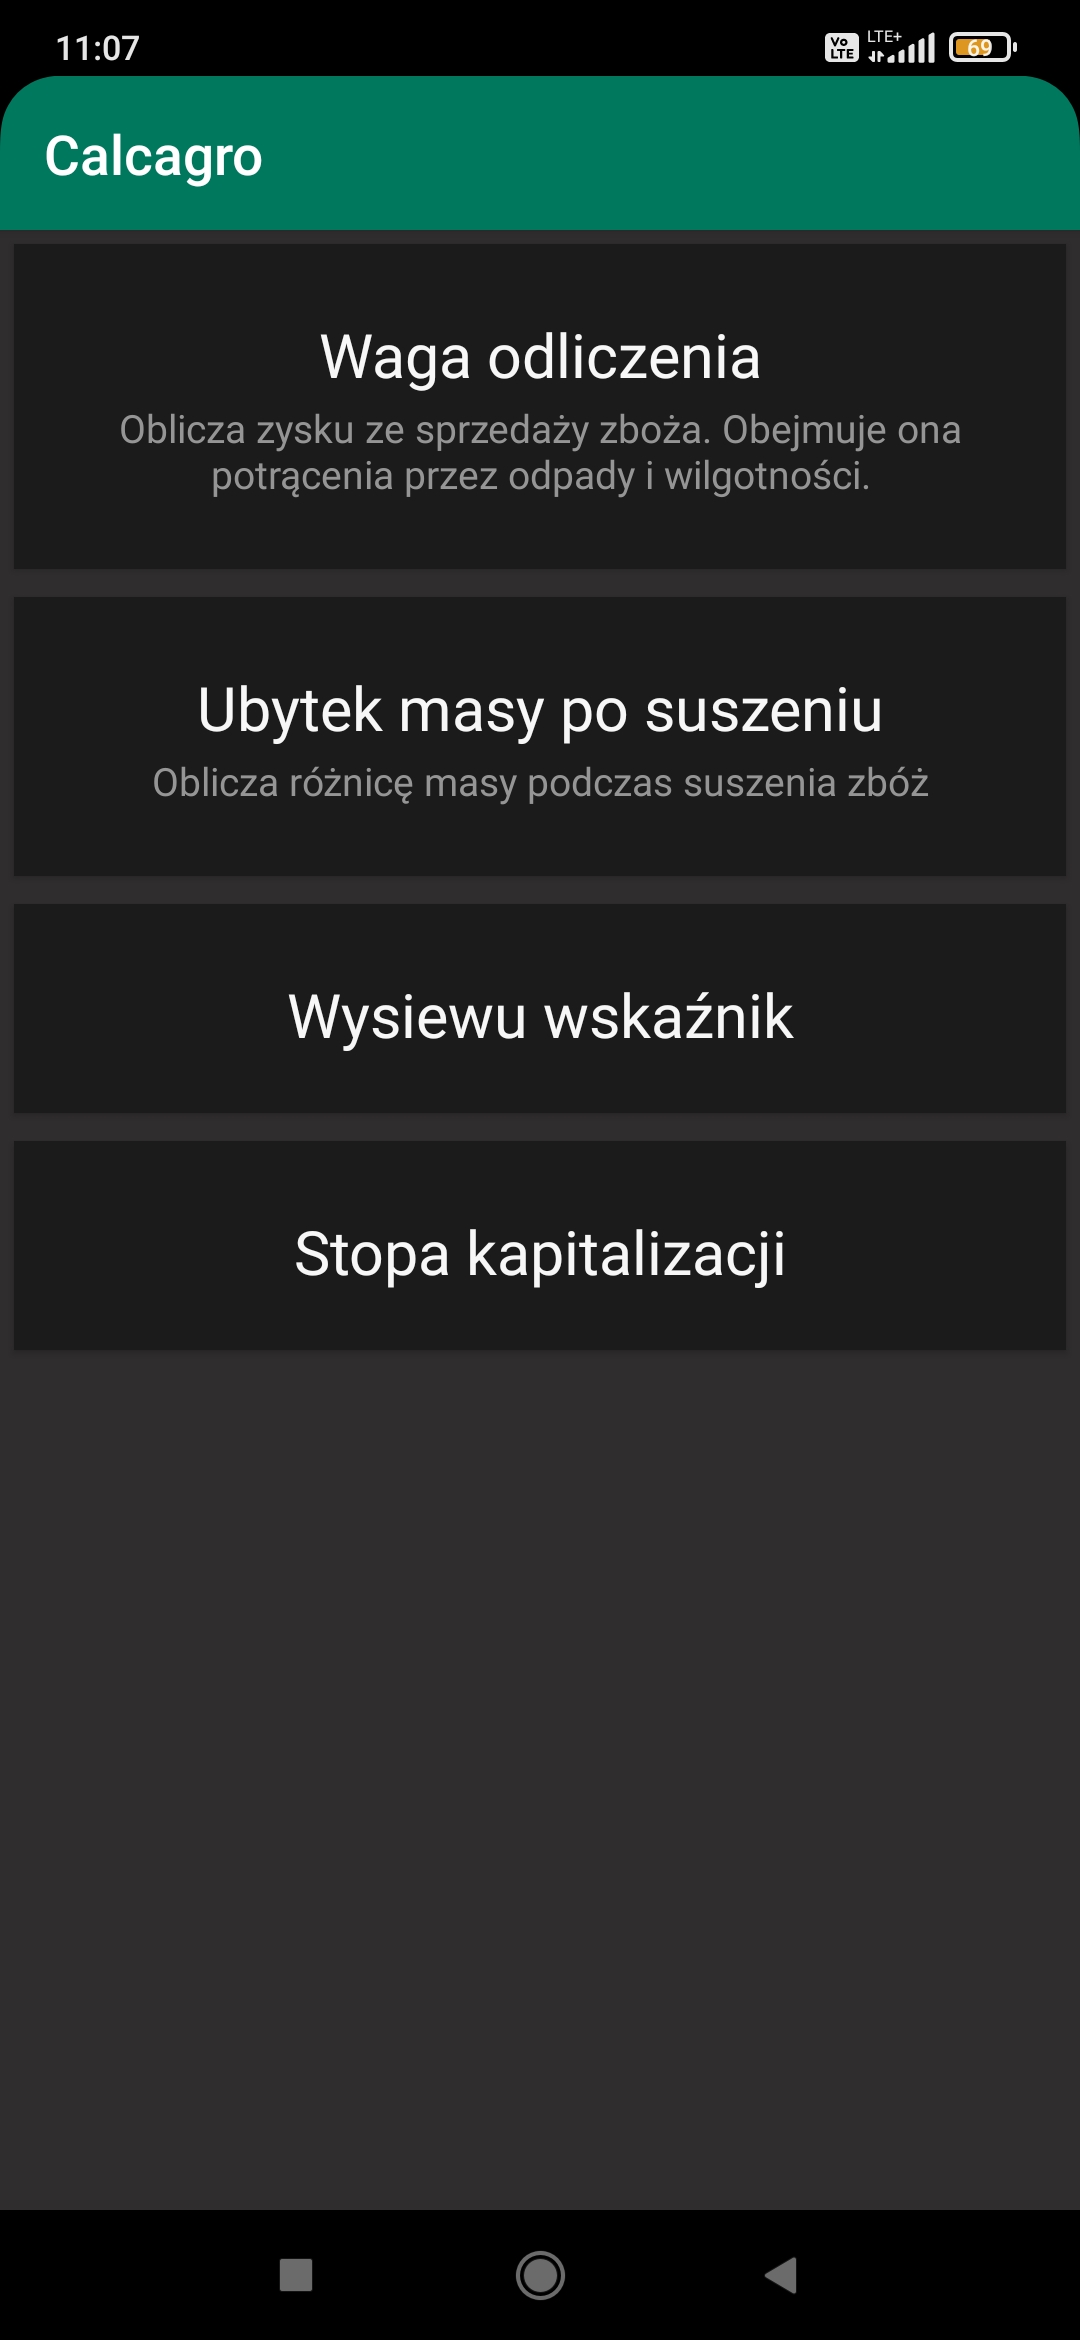 11:07
Vo LTE
LTE+
69
Calcagro
Waga odliczenia
Oblicza zysku ze sprzedaży zboża. Obejmuje ona
potrącenia przez odpady i wilgotności.
Ubytek masy po suszeniu
Oblicza różnicę masy podczas suszenia zbóż
Wysiewu wskaźnik
Stopa kapitalizacji